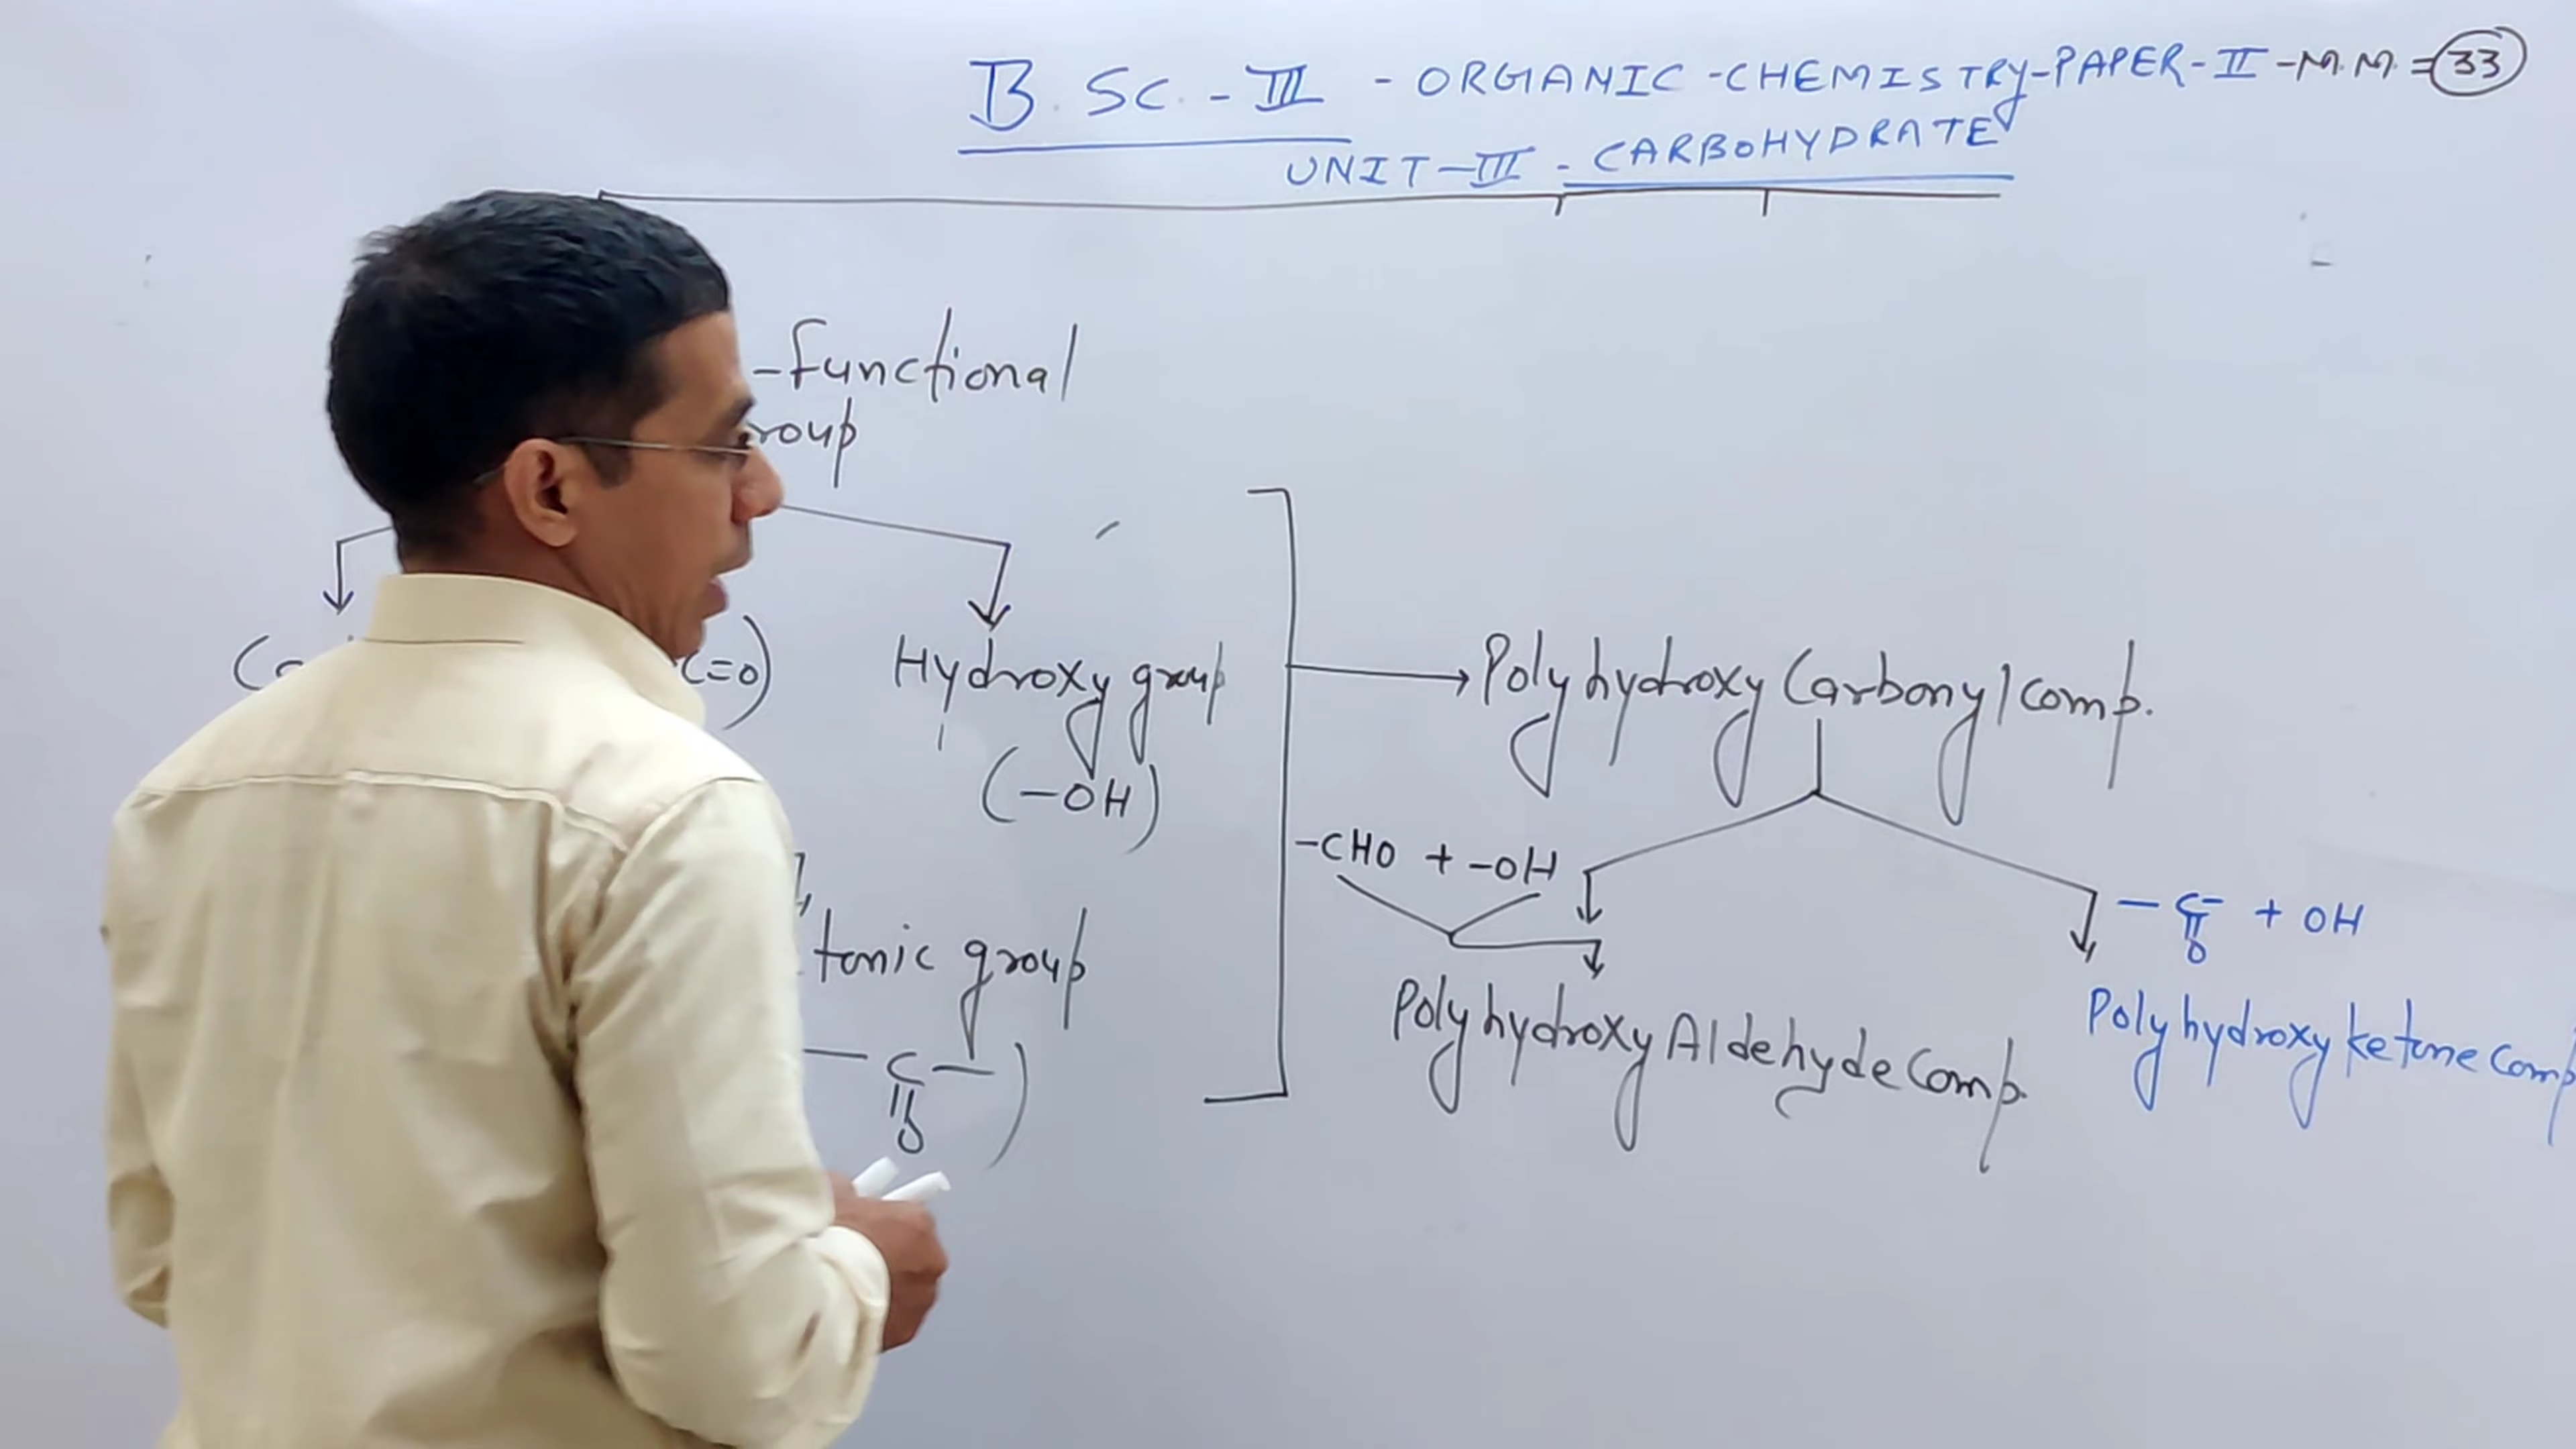 B.SC.-III - ORGANIC-CHEMISTRY-PAPER-II-M.M.=33
UNIT-III-CARBOHYDRATE
-functional
roup
(C=O)
Hydroxy group
(-OH)
Polyhydroxy Carbonyl comp.
-CHO + -OH
-C- + OH
||
O
tonic group
-C-)
||
O
Polyhydroxy Aldehyde Comp.
Polyhydroxy ketone Comp